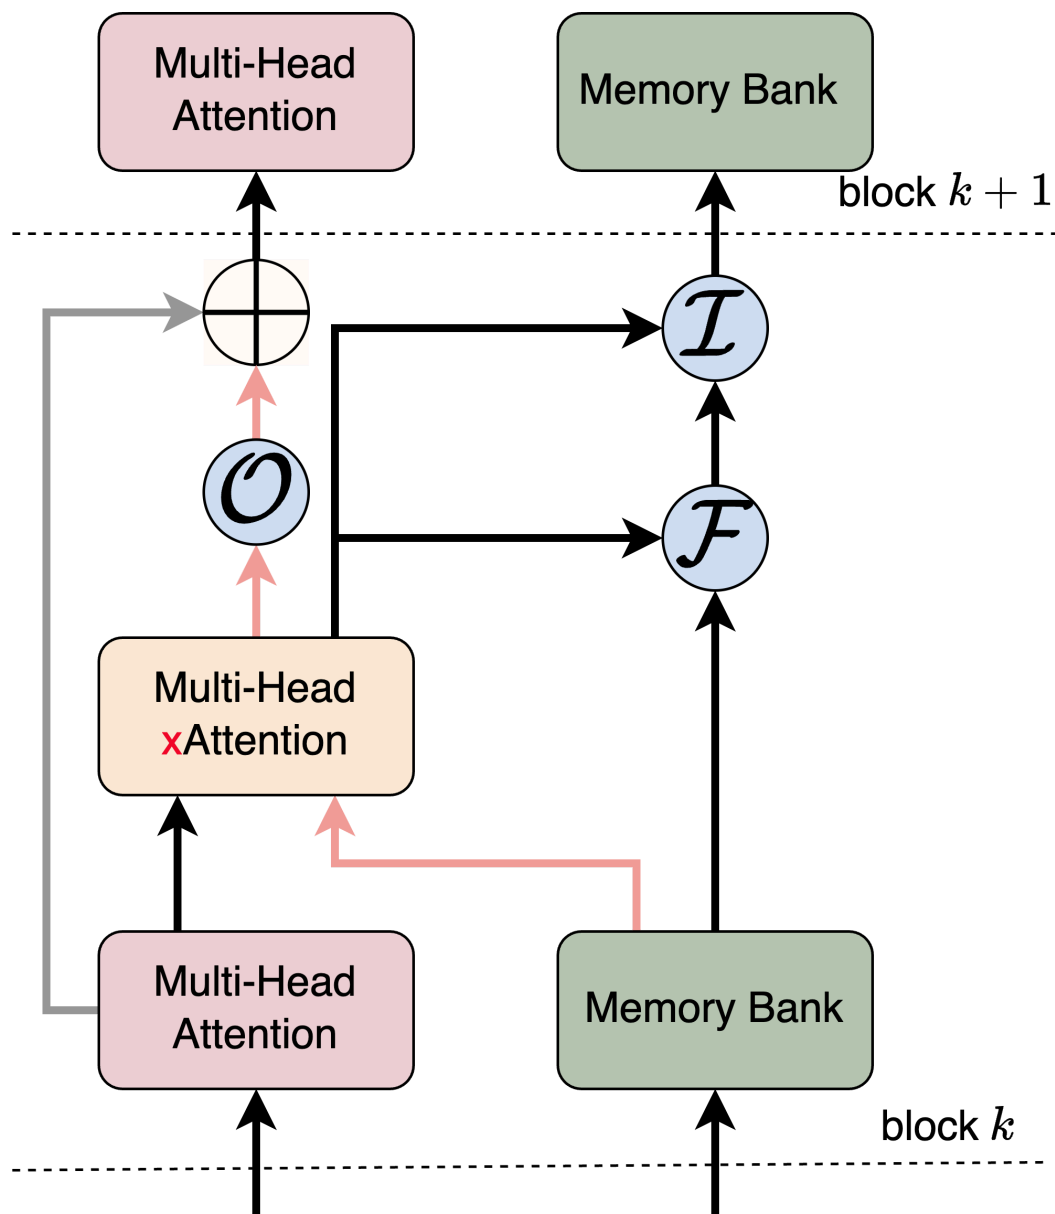 Multi-Head
Attention
Memory Bank
block k + 1
I
O
F
Multi-Head
xAttention
Multi-Head
Attention
Memory Bank
block k